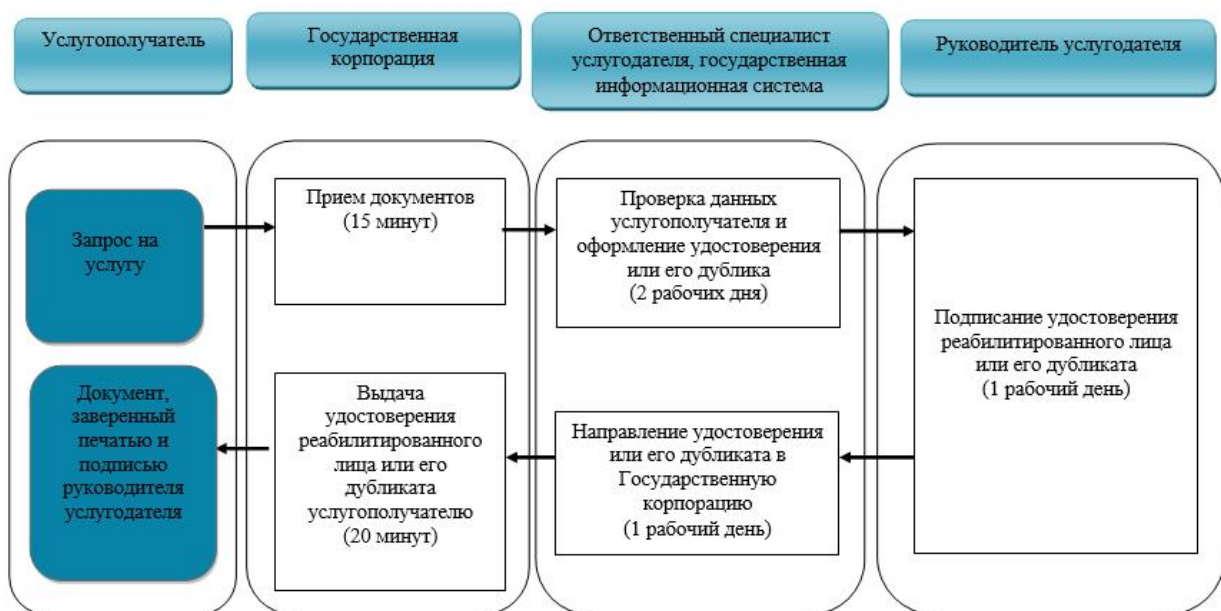 Услугополучатель
Государственная
корпорация
Ответственный специалист
услугодателя, государственная
информационная система
Руководитель услугодателя
Запрос на
услугу
Прием документов
(15 минут)
Проверка данных
услугополучателя и
оформление удостоверения
или его дублика
(2 рабочих дня)
Подписание удостоверения
реабилитированного лица
или его дубликата
(1 рабочий день)
Направление удостоверения
или его дубликата в
Государственную
корпорацию
(1 рабочий день)
Выдача
удостоверения
реабилитированного
лица или его
дубликата
услугополучателю
(20 минут)
Документ,
заверенный
печатью и
подписью
руководителя
услугодателя